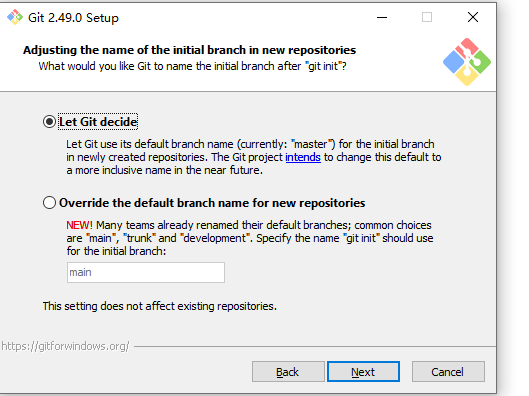 Git 2.49.0 Setup
Adjusting the name of the initial branch in new repositories
What would you like Git to name the initial branch after "git init"?
Let Git decide
Let Git use its default branch name (currently: "master") for the initial branch
in newly created repositories. The Git project intends to change this default to
a more inclusive name in the near future.
Override the default branch name for new repositories
NEW! Many teams already renamed their default branches; common choices
are "main", "trunk" and "development". Specify the name "git init" should use
for the initial branch:
main
This setting does not affect existing repositories.
https://gitforwindows.org/
Back
Next
Cancel